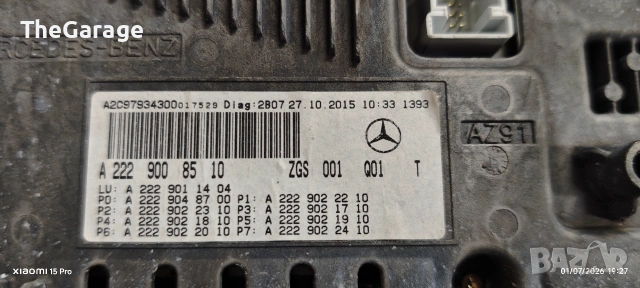 TheGarage
MERCEDES-BENZ
A2C97934300017529 Diag:2B07 27.10.2015 10:33 1393
A 222 900 85 10 ZGS 001 Q01 T
LU: A 222 901 14 04
P0: A 222 904 87 00 P1: A 222 902 22 10
P2: A 222 902 23 10 P3: A 222 902 17 10
P4: A 222 902 18 10 P5: A 222 902 19 10
P6: A 222 902 20 10 P7: A 222 902 24 10
AZ91
XIAOMI 15 Pro
01/07/2026 19:27
bazar